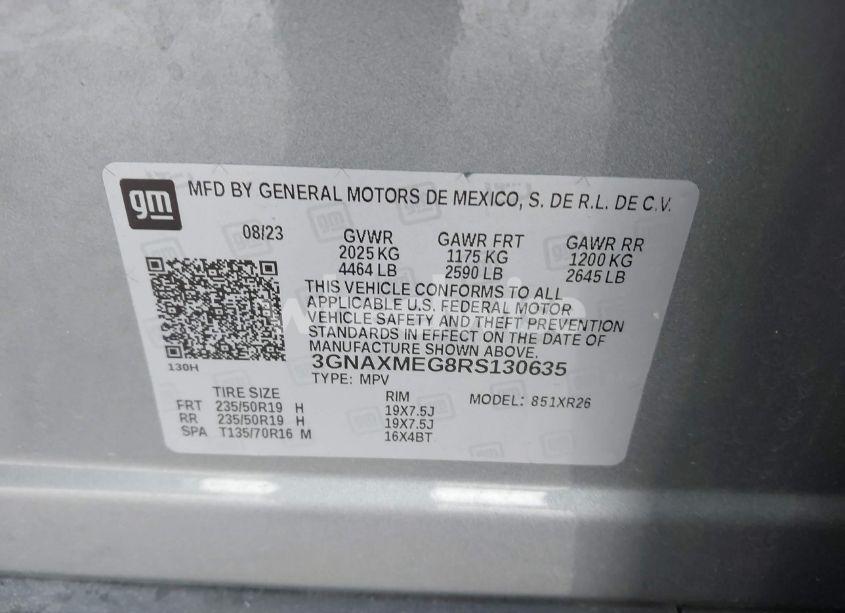 gm MFD BY GENERAL MOTORS DE MEXICO, S. DE R.L. DE C.V.
08/23 GVWR GAWR FRT GAWR RR
2025 KG 1175 KG 1200 KG
4464 LB 2590 LB 2645 LB
THIS VEHICLE CONFORMS TO ALL
APPLICABLE U.S. FEDERAL MOTOR
VEHICLE SAFETY AND THEFT PREVENTION
STANDARDS IN EFFECT ON THE DATE OF
MANUFACTURE SHOWN ABOVE.
130H 3GNAXMEG8RS130635
TYPE: MPV
TIRE SIZE RIM MODEL: 851XR26
FRT 235/50R19 H 19X7.5J
RR 235/50R19 H 19X7.5J
SPA T135/70R16 M 16X4BT